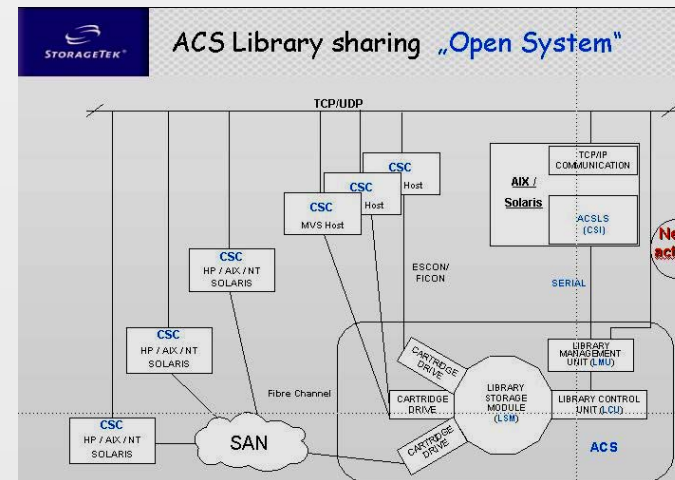 STORAGETEK®
ACS Library sharing „Open System“
TCP/UDP
CSC
Host
CSC
Host
CSC
MVS Host
CSC
HP / AIX / NT
SOLARIS
CSC
HP / AIX / NT
SOLARIS
CSC
HP / AIX / NT
SOLARIS
AIX /
Solaris
TCP/IP
COMMUNICATION
ACSLS
(CSI)
ESCON/
FICON
SERIAL
Fibre Channel
SAN
CARTRIDGE
DRIVE
CARTRIDGE
DRIVE
CARTRIDGE
DRIVE
LIBRARY
STORAGE
MODULE
(LSM)
LIBRARY
MANAGEMENT
UNIT (LMU)
LIBRARY CONTROL
UNIT (LCU)
ACS